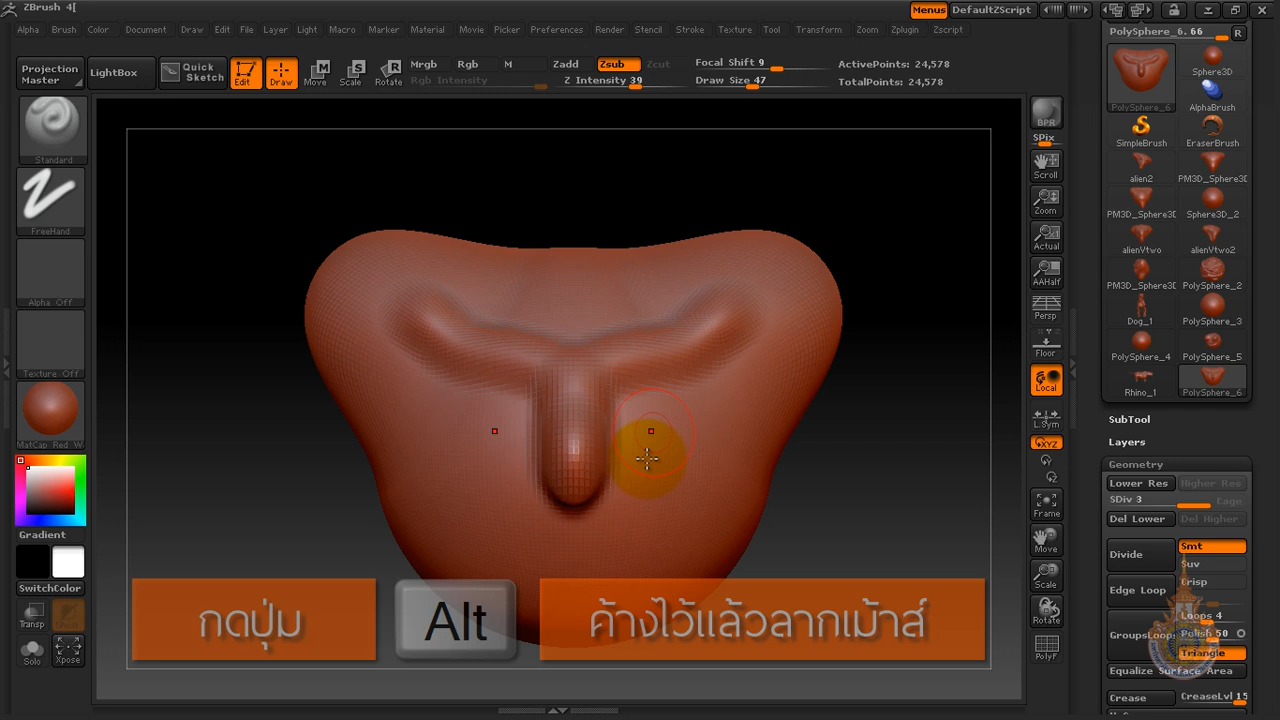 ZBrush 4[
Menus DefaultZScript
Alpha Brush Color Document Draw Edit File Layer Light Macro Marker Material Movie Picker Preferences Render Stencil Stroke Texture Tool Transform Zoom Zplugin Zscript
Projection Master
LightBox
Quick Sketch
Edit Draw Move Scale Rotate
Mrgb Rgb M
Rgb Intensity
Zadd Zsub Zcut
Z Intensity 39
Focal Shift 9
Draw Size 47
ActivePoints: 24,578
TotalPoints: 24,578
Standard
FreeHand
Alpha Off
Texture Off
MatCap Red W
Gradient
SwitchColor
Transp
Solo Xpose
กดปุ่ม
Alt
ค้างไว้แล้วลากเม้าส์
BPR
SPix
Scroll
Zoom
Actual
AAHalf
Persp
Floor
Local
L.Sym
XYZ
Frame
Move
Scale
Rotate
PolyF
PolySphere_6. 66 R
PolySphere_6
Sphere3D
AlphaBrush
SimpleBrush EraserBrush
alien2 PM3D_Sphere3D
PM3D_Sphere3D Sphere3D_2
alienVtwo alienVtwo2
PM3D_Sphere3D PolySphere_2
Dog_1 PolySphere_3
PolySphere_4 PolySphere_5
Rhino_1 PolySphere_6
SubTool
Layers
Geometry
Lower Res Higher Res
SDiv 3 Cage
Del Lower Del Higher
Divide
Smt
Suv
Edge Loop
Crisp
Loops 4
GroupsLoops
Polish 50
Triangle
Equalize Surface Area
Crease CreaseLvl 15